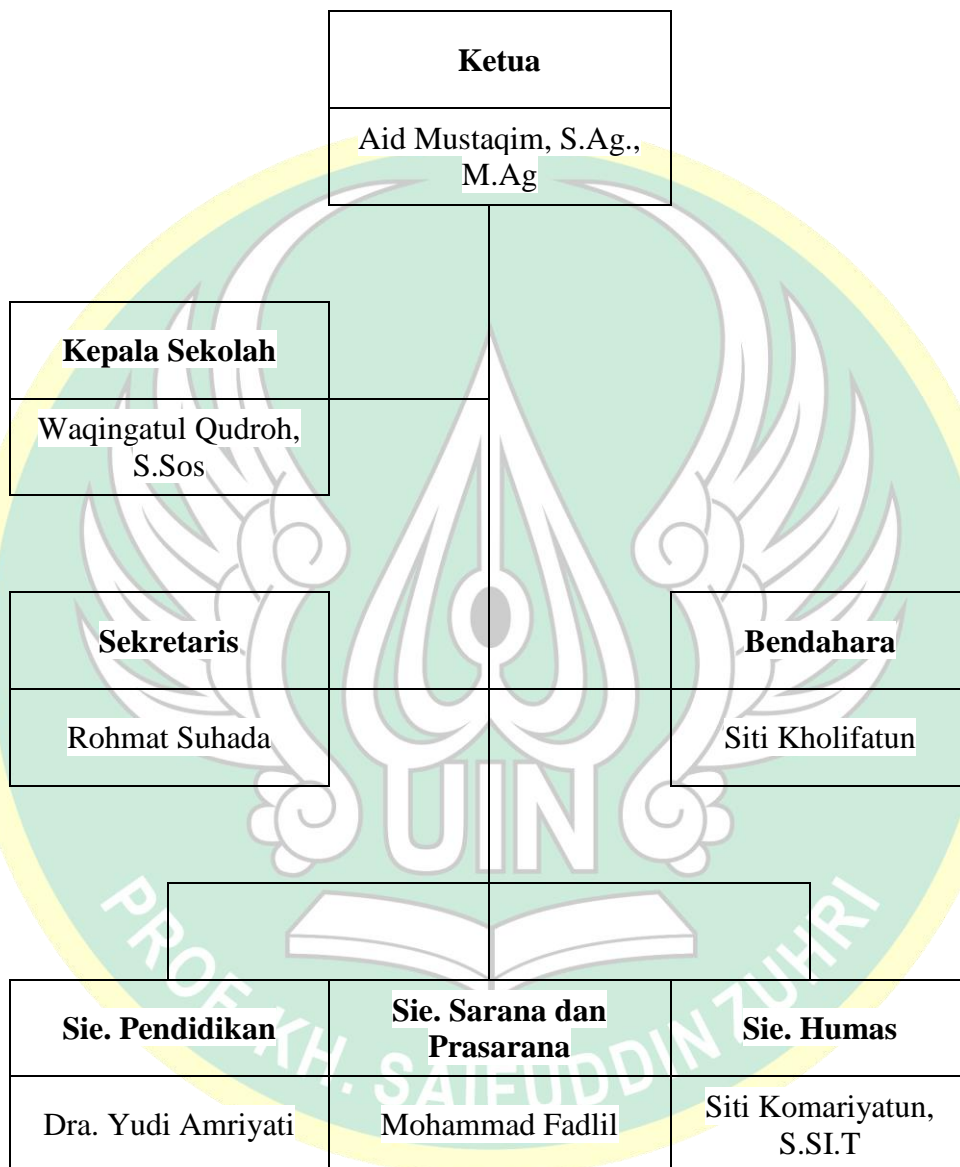 Ketua
Aid Mustaqim, S.Ag.,
M.Ag
Kepala Sekolah
Waqingatul Qudroh,
S.Sos
Sekretaris
Bendahara
Rohmat Suhada
Siti Kholifatun
UIN
Sie. Pendidikan
Sie. Sarana dan
Prasarana
Sie. Humas
Dra. Yudi Amriyati
Mohammad Fadlil
Siti Komariyatun,
S.SI.T
PROF. KH. SAIFUDDIN ZUHRI